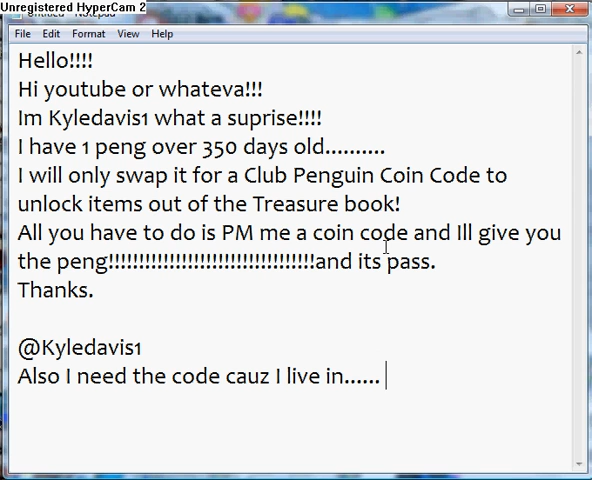 Unregistered HyperCam 2
Untitled - Notepad
File Edit Format View Help
Hello!!!!
Hi youtube or whateva!!!
Im Kyledavis1 what a suprise!!!!
I have 1 peng over 350 days old..........
I will only swap it for a Club Penguin Coin Code to
unlock items out of the Treasure book!
All you have to do is PM me a coin code and Ill give you
the peng!!!!!!!!!!!!!!!!!!!!!!!!!!!!!!!!!!and its pass.
Thanks.
@Kyledavis1
Also I need the code cauz I live in......